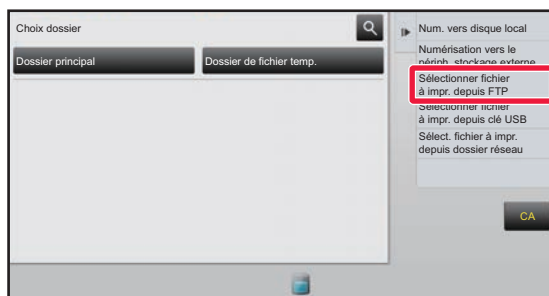 Choix dossier
Dossier principal
Dossier de fichier temp.
Num. vers disque local
Numérisation vers le
périph. stockage externe
Sélectionner fichier
à impr. depuis FTP
Sélectionner fichier
à impr. depuis clé USB
Sélect. fichier à impr.
depuis dossier réseau
CA